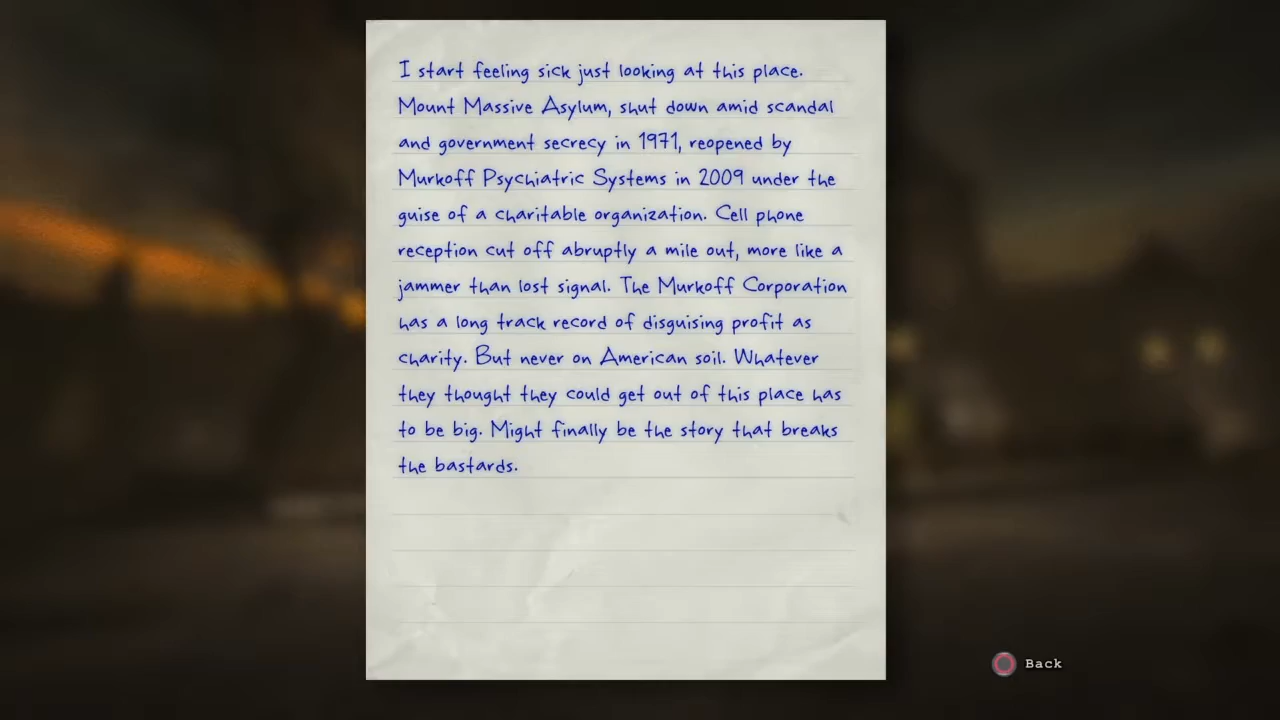 I start feeling sick just looking at this place.
Mount Massive Asylum, shut down amid scandal
and government secrecy in 1971, reopened by
Murkoff Psychiatric Systems in 2009 under the
guise of a charitable organization. Cell phone
reception cut off abruptly a mile out, more like a
jammer than lost signal. The Murkoff Corporation
has a long track record of disguising profit as
charity. But never on American soil. Whatever
they thought they could get out of this place has
to be big. Might finally be the story that breaks
the bastards.
Back